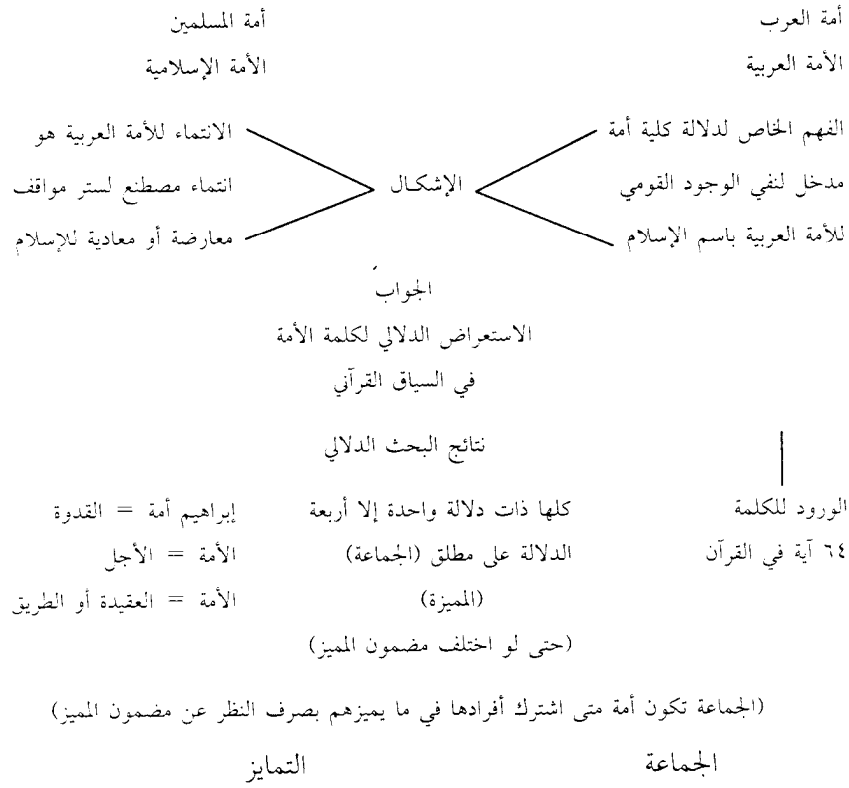 أمة العرب أمة المسلمين
الأمة العربية الأمة الإسلامية
الفهم الخاص لدلالة كلية أمة الانتماء للأمة العربية هو
مدخل لنفي الوجود القومي الإشكال انتماء مصطنع لستر مواقف
للأمة العربية باسم الإسلام معارضة أو معادية للإسلام
الجواب
الاستعراض الدلالي لكلمة الأمة
في السياق القرآني
نتائج البحث الدلالي
الورود للكلمة كلها ذات دلالة واحدة إلا أربعة إبراهيم أمة = القدوة
٦٤ آية في القرآن الدلالة على مطلق (الجماعة) الأمة = الأجل
(المميزة) الأمة = العقيدة أو الطريق
(حتى لو اختلف مضمون المميز)
(الجماعة تكون أمة متى اشترك أفرادها في ما يميزهم بصرف النظر عن مضمون المميز)
الجماعة التمايز